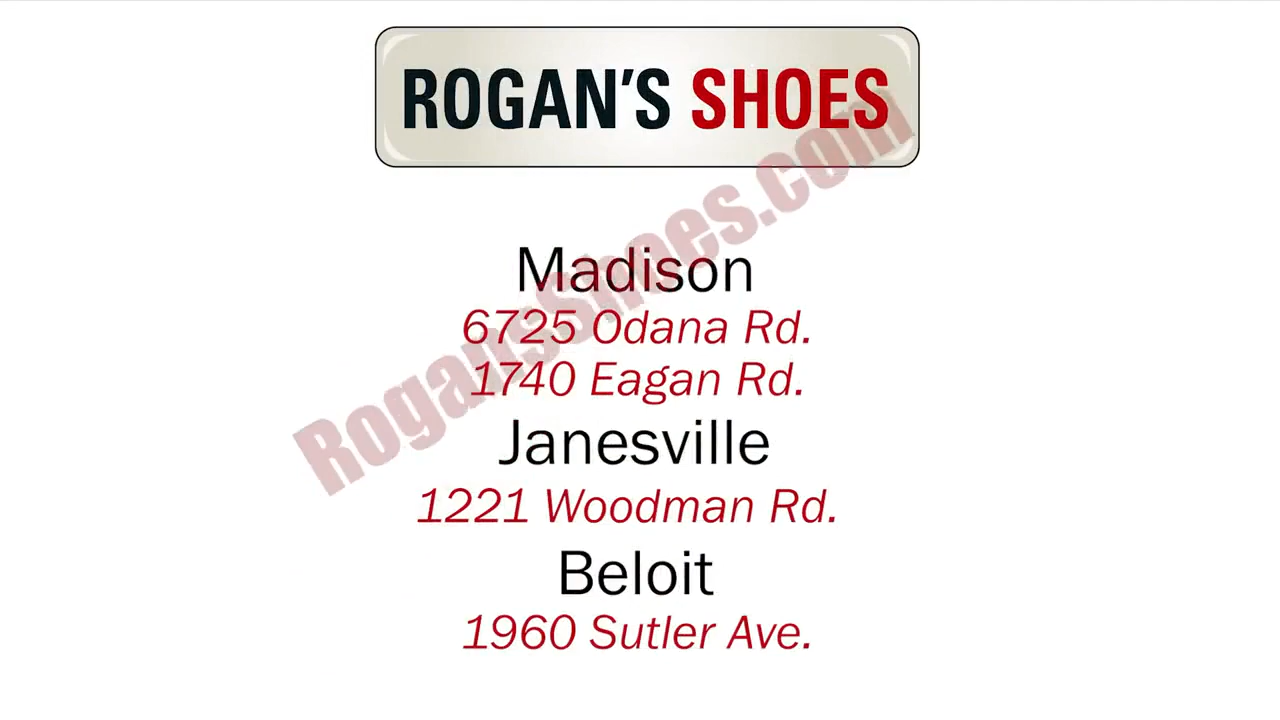 ROGAN'S SHOES
RogansShoes.com
Madison
6725 Odana Rd.
1740 Eagan Rd.
Janesville
1221 Woodman Rd.
Beloit
1960 Sutler Ave.